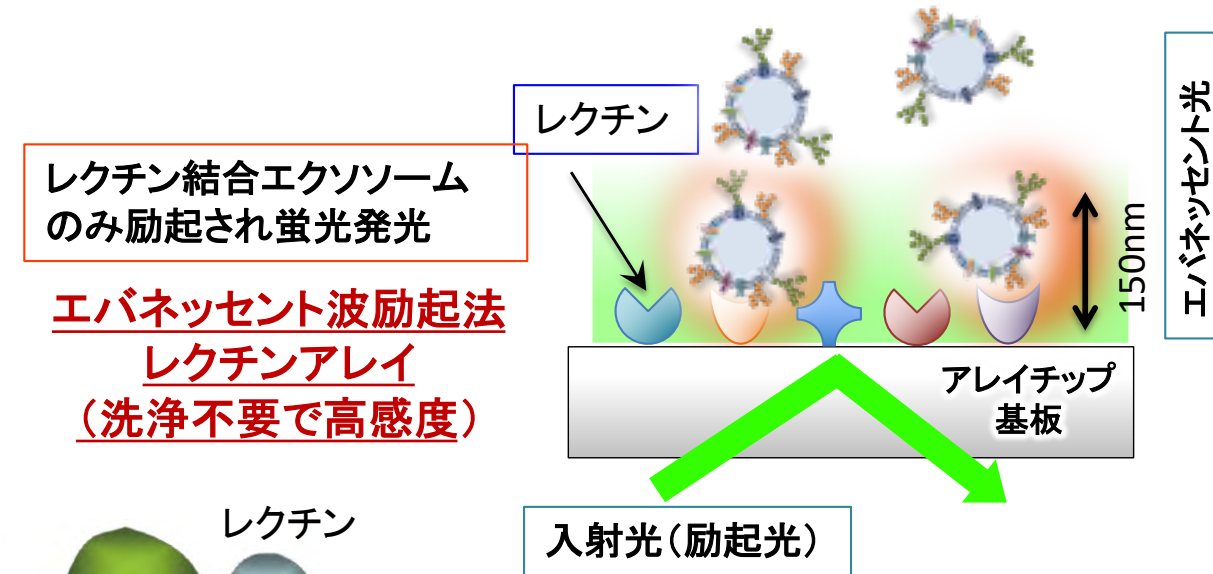 レクチン
レクチン結合エクソソーム
のみ励起され蛍光発光
エバネッセント波励起法
レクチンアレイ
（洗浄不要で高感度）
エバネッセント光
150nm
アレイチップ
基板
入射光（励起光）
レクチン